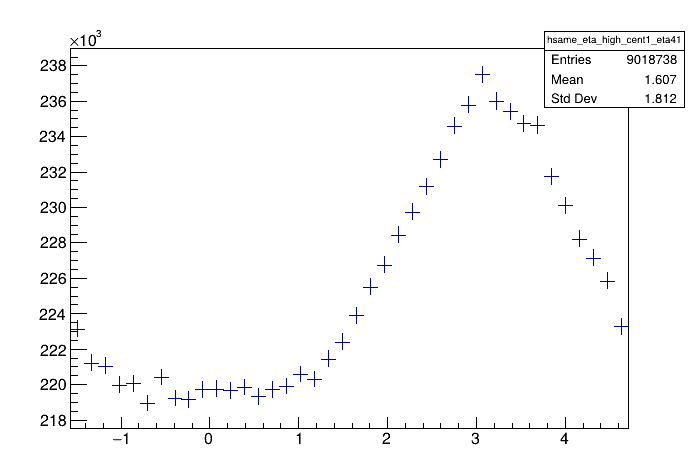 ×10³
hsame_eta_high_cent1_eta41
Entries 9018738
Mean 1.607
Std Dev 1.812
238
236
234
232
230
228
226
224
222
220
218
−1 0 1 2 3 4